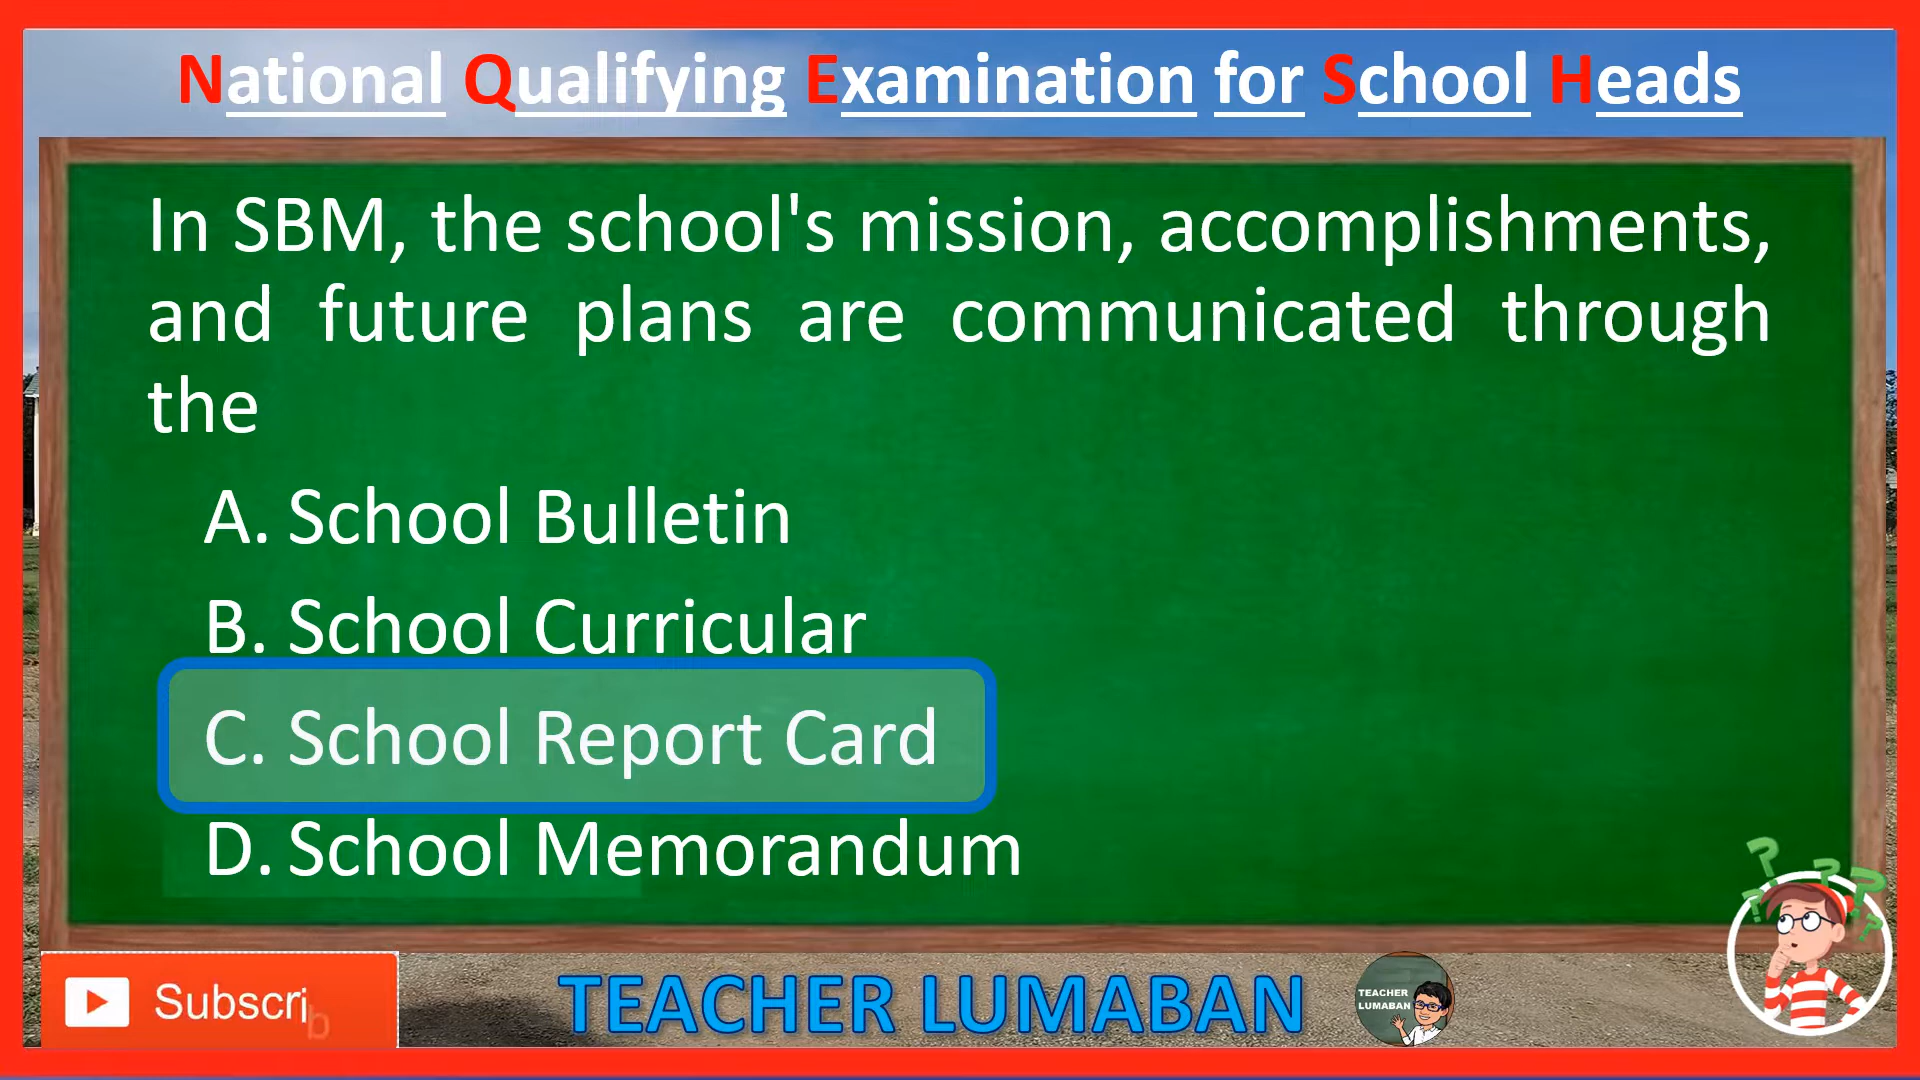 National Qualifying Examination for School Heads
In SBM, the school's mission, accomplishments,
and future plans are communicated through
the
A. School Bulletin
B. School Curricular
C. School Report Card
D. School Memorandum
Subscrib
TEACHER LUMABAN
TEACHER
LUMABAN